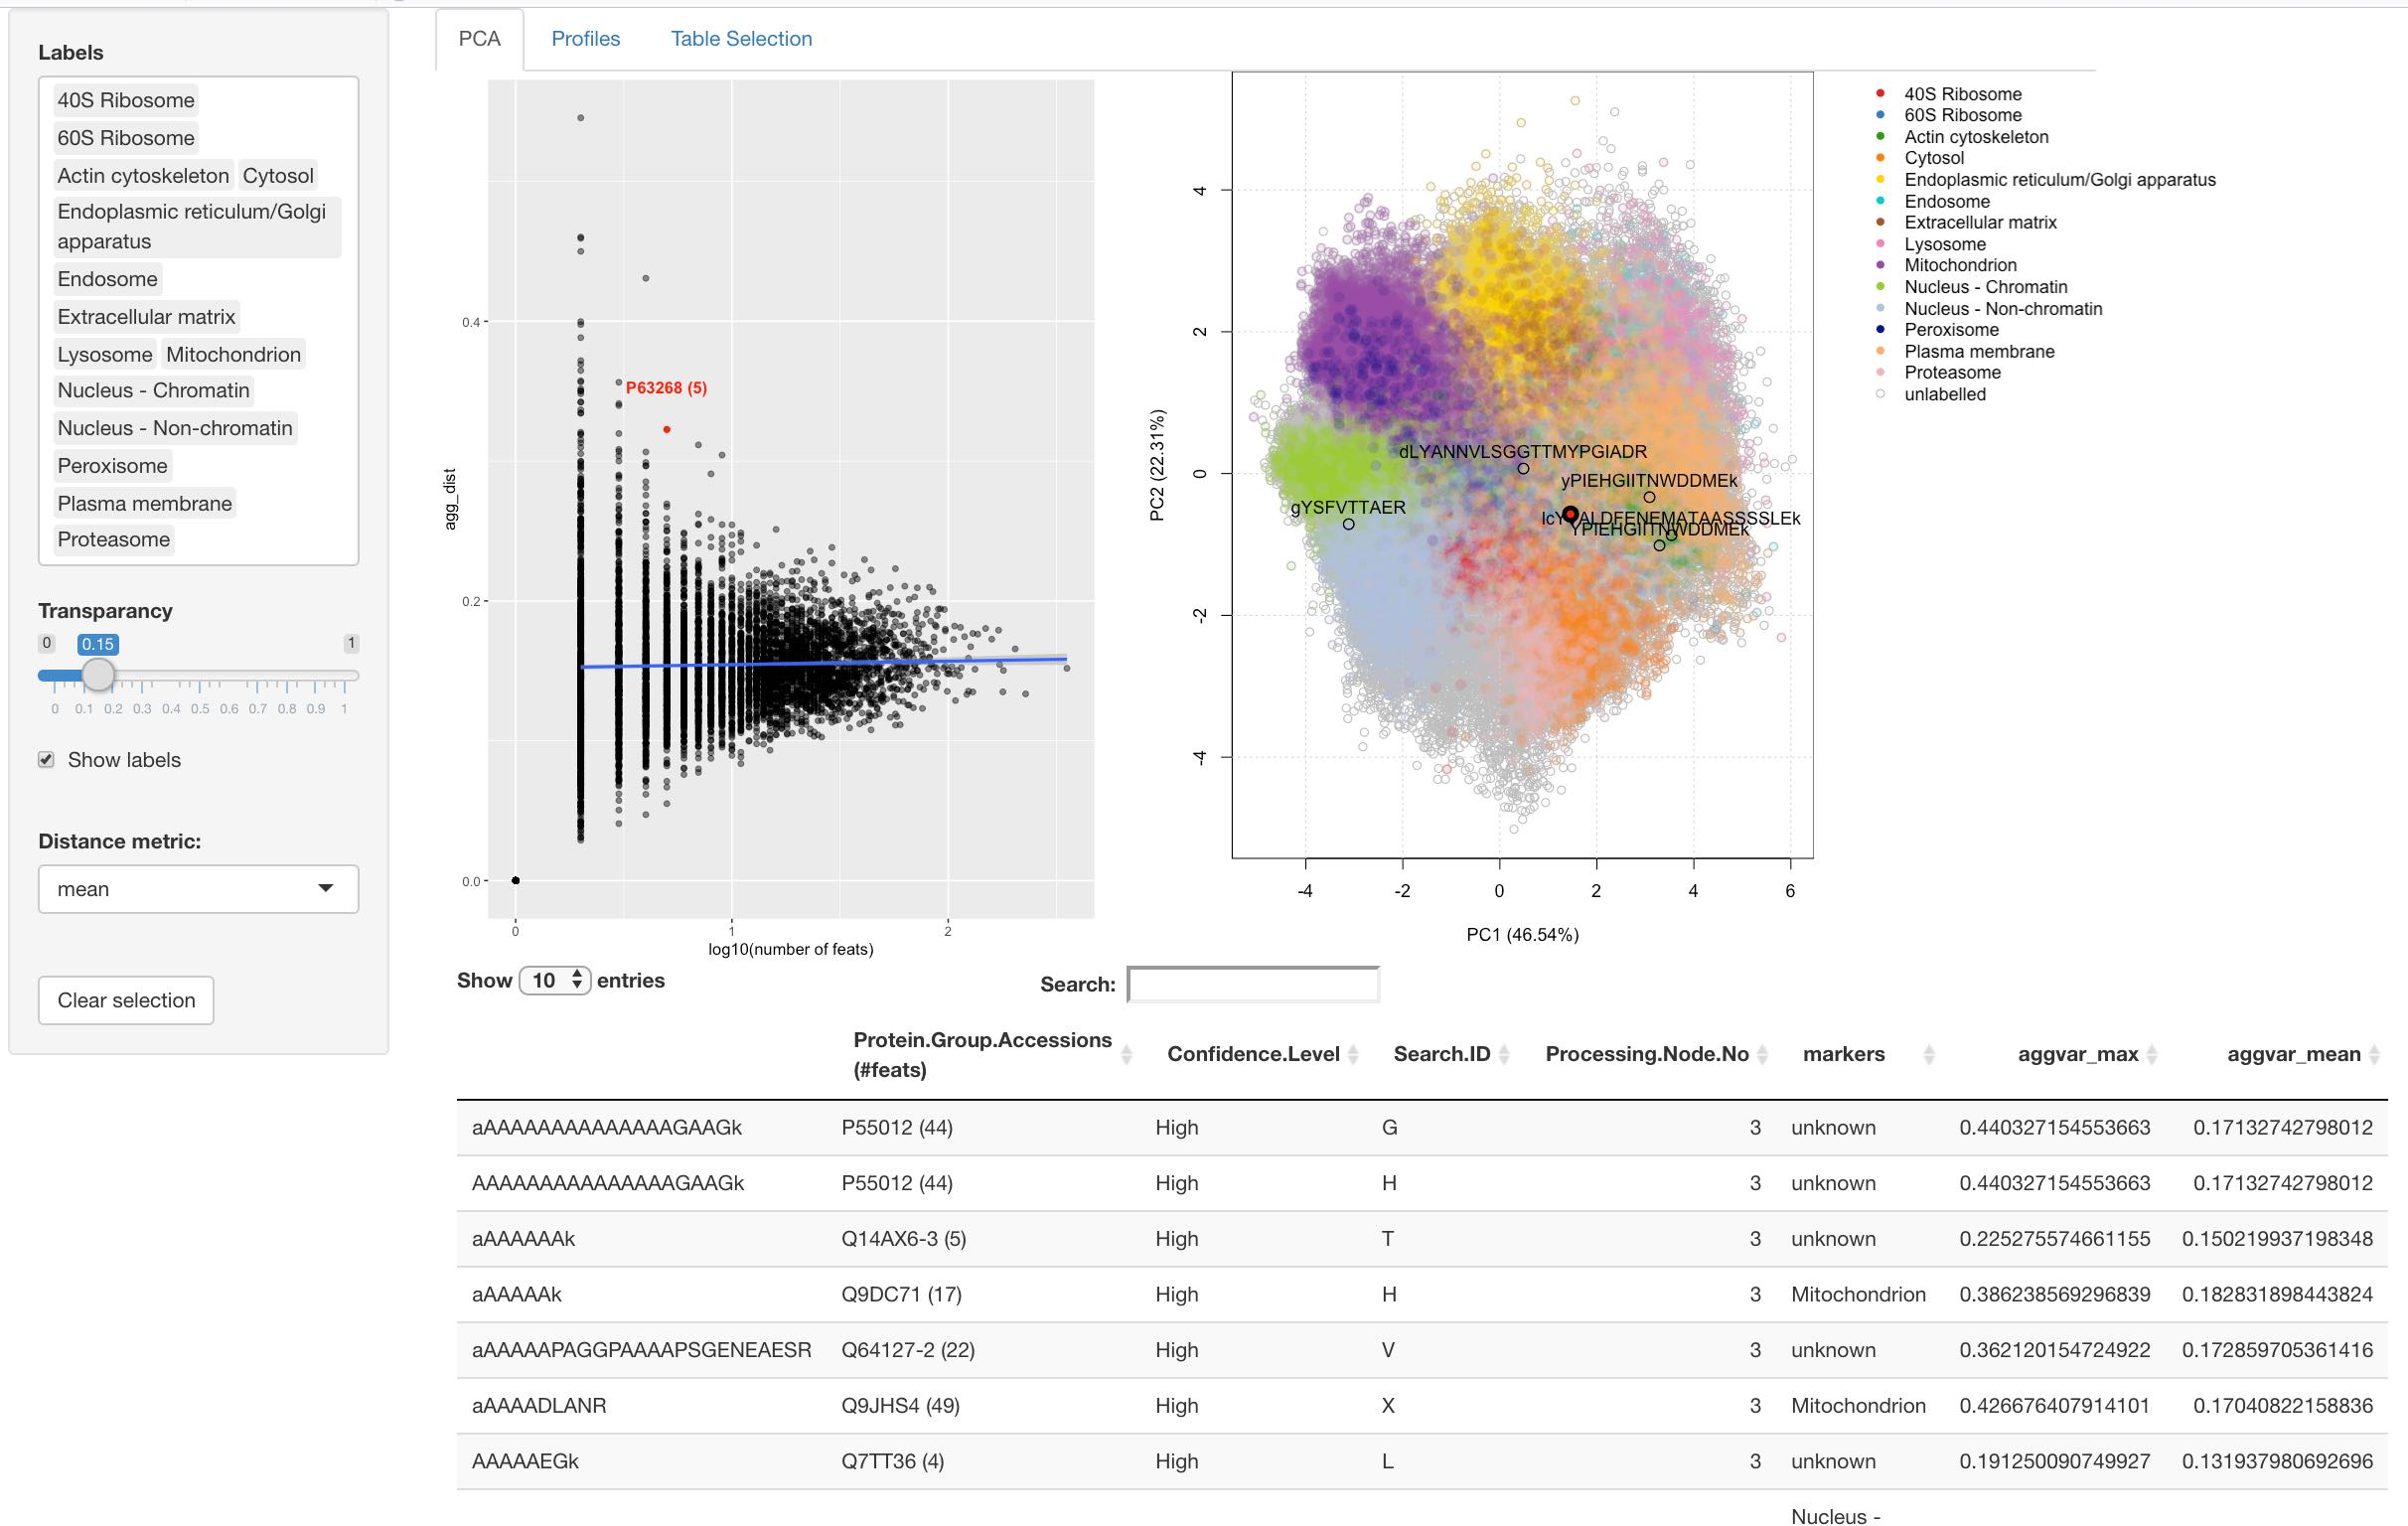 Labels
40S Ribosome
60S Ribosome
Actin cytoskeleton Cytosol
Endoplasmic reticulum/Golgi
apparatus
Endosome
Extracellular matrix
Lysosome Mitochondrion
Nucleus - Chromatin
Nucleus - Non-chromatin
Peroxisome
Plasma membrane
Proteasome
Transparancy
0 0.15 1
0 0.1 0.2 0.3 0.4 0.5 0.6 0.7 0.8 0.9 1
Show labels
Distance metric:
mean
Clear selection
PCA Profiles Table Selection
0.4
0.2
0.0
agg_dist
P63268 (5)
0 1 2
log10(number of feats)
4
2
0
-2
-4
PC2 (22.31%)
dLYANNVLSGGTTMYPGIADR
yPIEHGIITNWDDMEk
gYSFVTTAER
YPIEHGIITNWDDMEk
-4 -2 0 2 4 6
PC1 (46.54%)
40S Ribosome
60S Ribosome
Actin cytoskeleton
Cytosol
Endoplasmic reticulum/Golgi apparatus
Endosome
Extracellular matrix
Lysosome
Mitochondrion
Nucleus - Chromatin
Nucleus - Non-chromatin
Peroxisome
Plasma membrane
Proteasome
unlabelled
Show 10 entries Search:
Protein.Group.Accessions
(#feats) Confidence.Level Search.ID Processing.Node.No markers aggvar_max aggvar_mean
aAAAAAAAAAAAAAAGAAGk P55012 (44) High G 3 unknown 0.440327154553663 0.17132742798012
AAAAAAAAAAAAAAAGAAGk P55012 (44) High H 3 unknown 0.440327154553663 0.17132742798012
aAAAAAAk Q14AX6-3 (5) High T 3 unknown 0.225275574661155 0.150219937198348
aAAAAAk Q9DC71 (17) High H 3 Mitochondrion 0.386238569296839 0.182831898443824
aAAAAAPAGGPAAAAPSGENEAESR Q64127-2 (22) High V 3 unknown 0.362120154724922 0.172859705361416
aAAAADLANR Q9JHS4 (49) High X 3 Mitochondrion 0.426676407914101 0.17040822158836
AAAAAEGk Q7TT36 (4) High L 3 unknown 0.191250090749927 0.131937980692696
Nucleus -